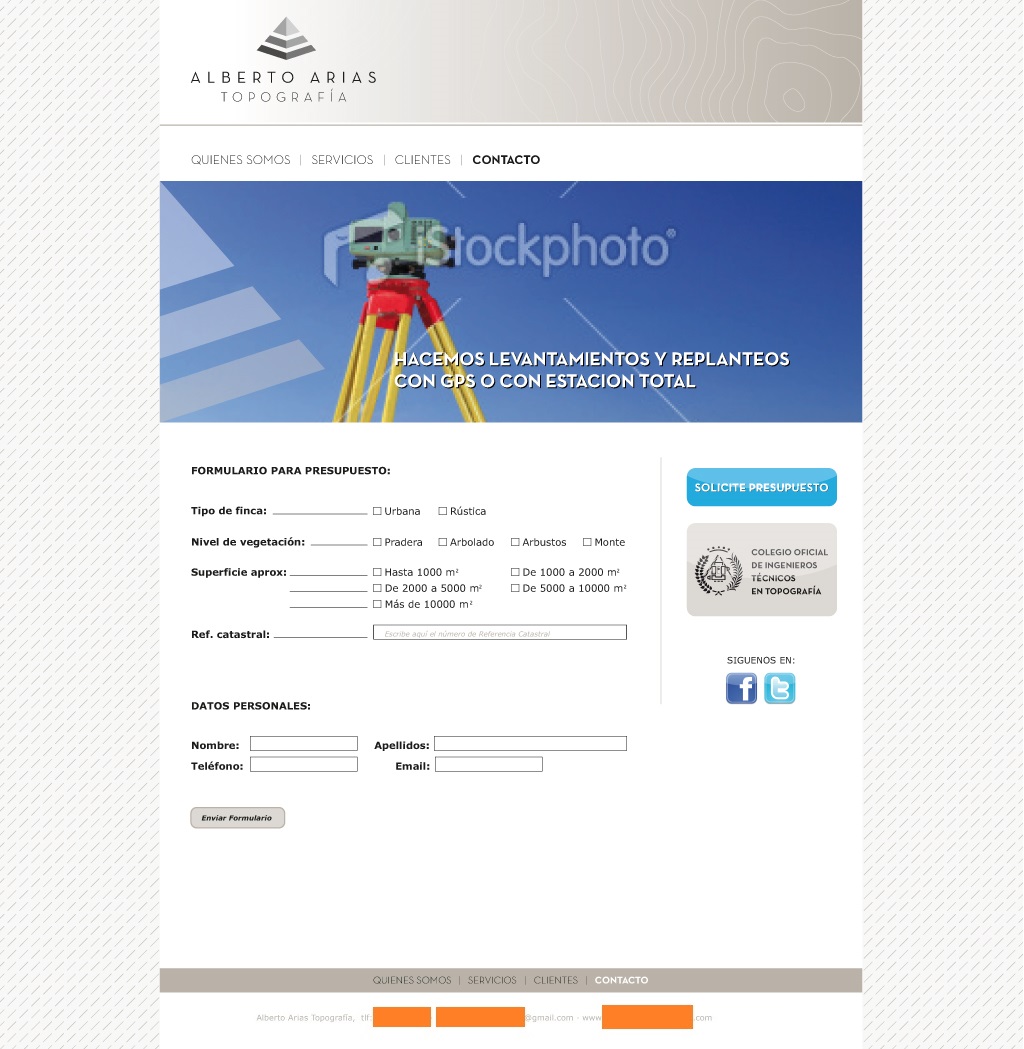 ALBERTO ARIAS
TOPOGRAFÍA
QUIENES SOMOS | SERVICIOS | CLIENTES | CONTACTO
iStockphoto®
HACEMOS LEVANTAMIENTOS Y REPLANTEOS
CON GPS O CON ESTACION TOTAL
FORMULARIO PARA PRESUPUESTO:
Tipo de finca: Urbana Rústica
Nivel de vegetación: Pradera Arbolado Arbustos Monte
Superficie aprox: Hasta 1000 m² De 1000 a 2000 m²
De 2000 a 5000 m² De 5000 a 10000 m²
Más de 10000 m²
Ref. catastral: Escribe aquí el número de Referencia Catastral
SOLICITE PRESUPUESTO
COLEGIO OFICIAL
DE INGENIEROS
TÉCNICOS
EN TOPOGRAFÍA
SIGUENOS EN:
f t
DATOS PERSONALES:
Nombre: Apellidos:
Teléfono: Email:
Enviar Formulario
QUIENES SOMOS | SERVICIOS | CLIENTES | CONTACTO
Alberto Arias Topografía, tlf: @gmail.com - www .com